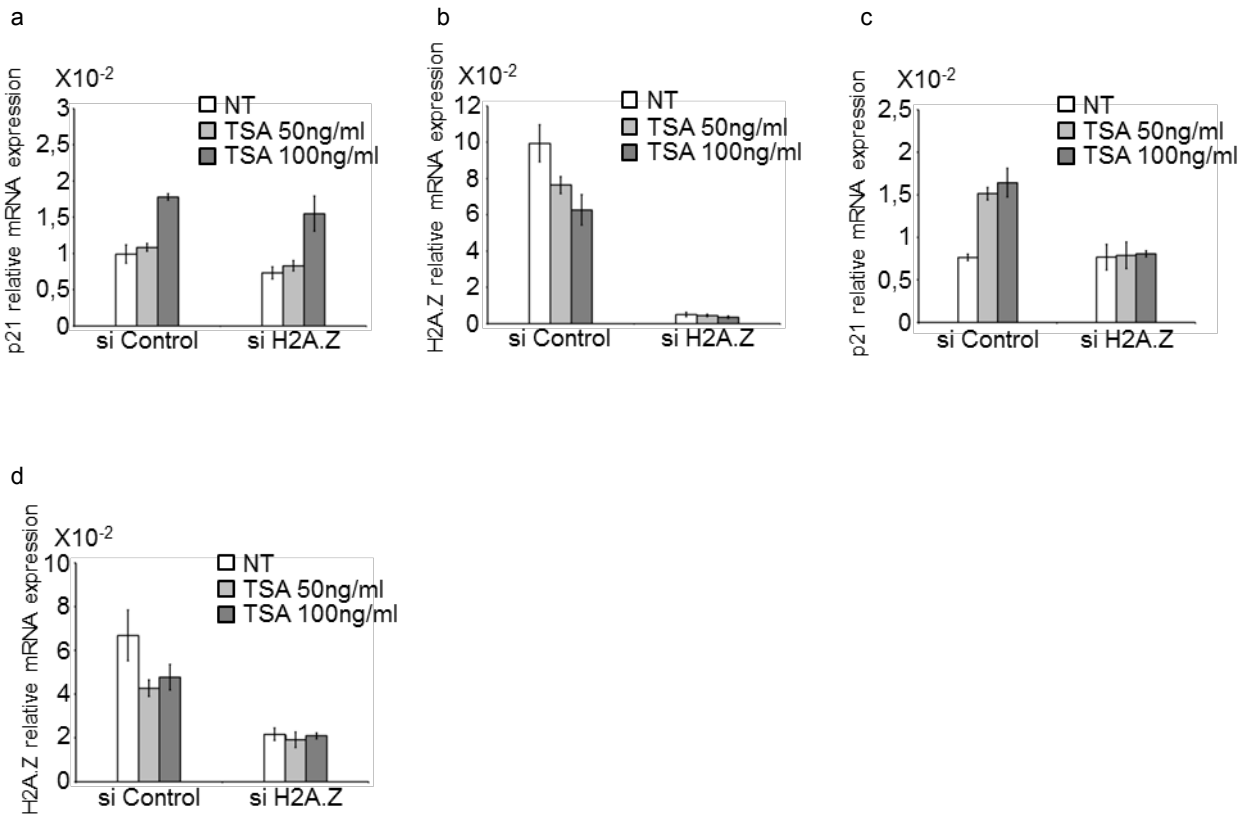 a
X10-2
p21 relative mRNA expression
3
2,5
2
1,5
1
0,5
0
NT
TSA 50ng/ml
TSA 100ng/ml
si Control
si H2A.Z
b
X10-2
H2A.Z relative mRNA expression
12
10
8
6
4
2
0
NT
TSA 50ng/ml
TSA 100ng/ml
si Control
si H2A.Z
c
X10-2
p21 relative mRNA expression
2,5
2
1,5
1
0,5
0
NT
TSA 50ng/ml
TSA 100ng/ml
si Control
si H2A.Z
d
X10-2
H2A.Z relative mRNA expression
10
8
6
4
2
0
NT
TSA 50ng/ml
TSA 100ng/ml
si Control
si H2A.Z